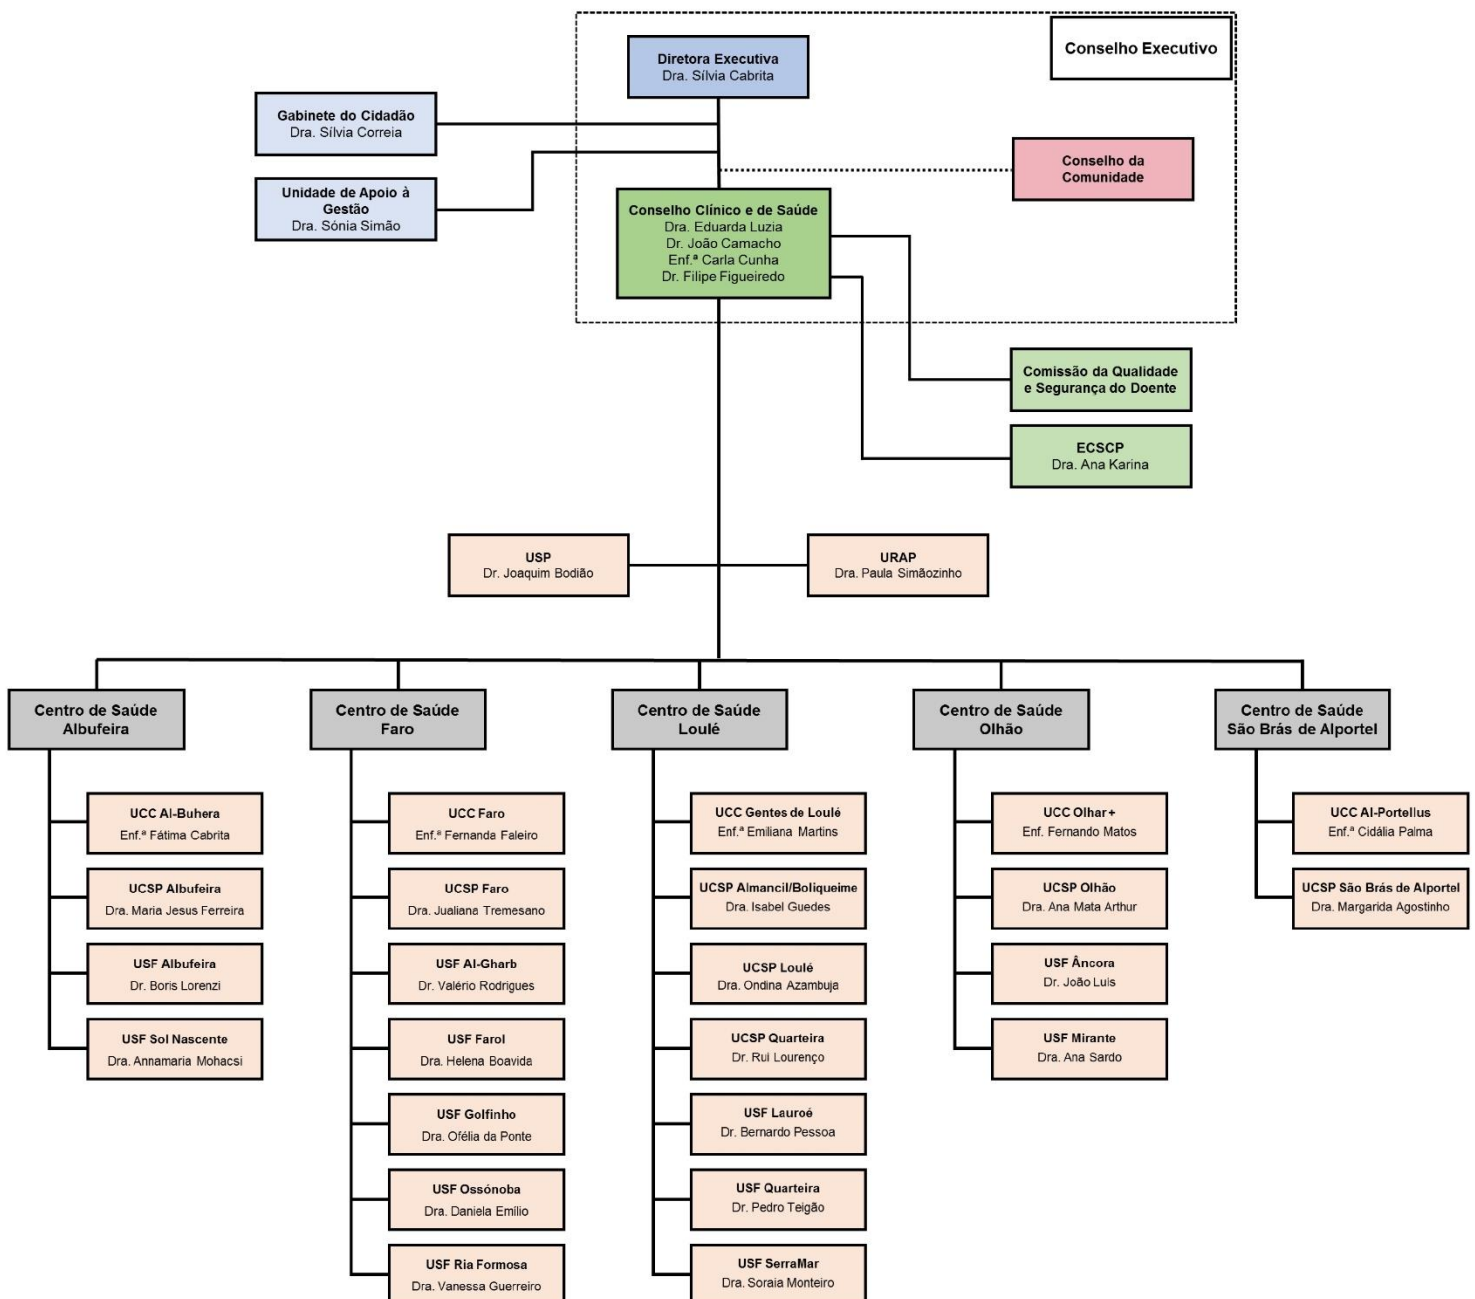 Conselho Executivo
Diretora Executiva
Dra. Sílvia Cabrita
Gabinete do Cidadão
Dra. Sílvia Correia
Conselho da
Comunidade
Unidade de Apoio à
Gestão
Dra. Sónia Simão
Conselho Clínico e de Saúde
Dra. Eduarda Luzia
Dr. João Camacho
Enf.ª Carla Cunha
Dr. Filipe Figueiredo
Comissão da Qualidade
e Segurança do Doente
ECSCP
Dra. Ana Karina
USP
Dr. Joaquim Bodião
URAP
Dra. Paula Simãozinho
Centro de Saúde
Albufeira
UCC Al-Buhera
Enf.ª Fátima Cabrita
UCSP Albufeira
Dra. Maria Jesus Ferreira
USF Albufeira
Dr. Boris Lorenzi
USF Sol Nascente
Dra. Annamaria Mohacsi
Centro de Saúde
Faro
UCC Faro
Enf.ª Fernanda Faleiro
UCSP Faro
Dra. Jualiana Tremesano
USF Al-Gharb
Dr. Valério Rodrigues
USF Farol
Dra. Helena Boavida
USF Golfinho
Dra. Ofélia da Ponte
USF Ossónoba
Dra. Daniela Emílio
USF Ria Formosa
Dra. Vanessa Guerreiro
Centro de Saúde
Loulé
UCC Gentes de Loulé
Enf.ª Emiliana Martins
UCSP Almancil/Boliqueime
Dra. Isabel Guedes
UCSP Loulé
Dra. Ondina Azambuja
UCSP Quarteira
Dr. Rui Lourenço
USF Lauroé
Dr. Bernardo Pessoa
USF Quarteira
Dr. Pedro Teigão
USF SerraMar
Dra. Soraia Monteiro
Centro de Saúde
Olhão
UCC Olhar+
Enf. Fernando Matos
UCSP Olhão
Dra. Ana Mata Arthur
USF Âncora
Dr. João Luis
USF Mirante
Dra. Ana Sardo
Centro de Saúde
São Brás de Alportel
UCC Al-Portellus
Enf.ª Cidália Palma
UCSP São Brás de Alportel
Dra. Margarida Agostinho